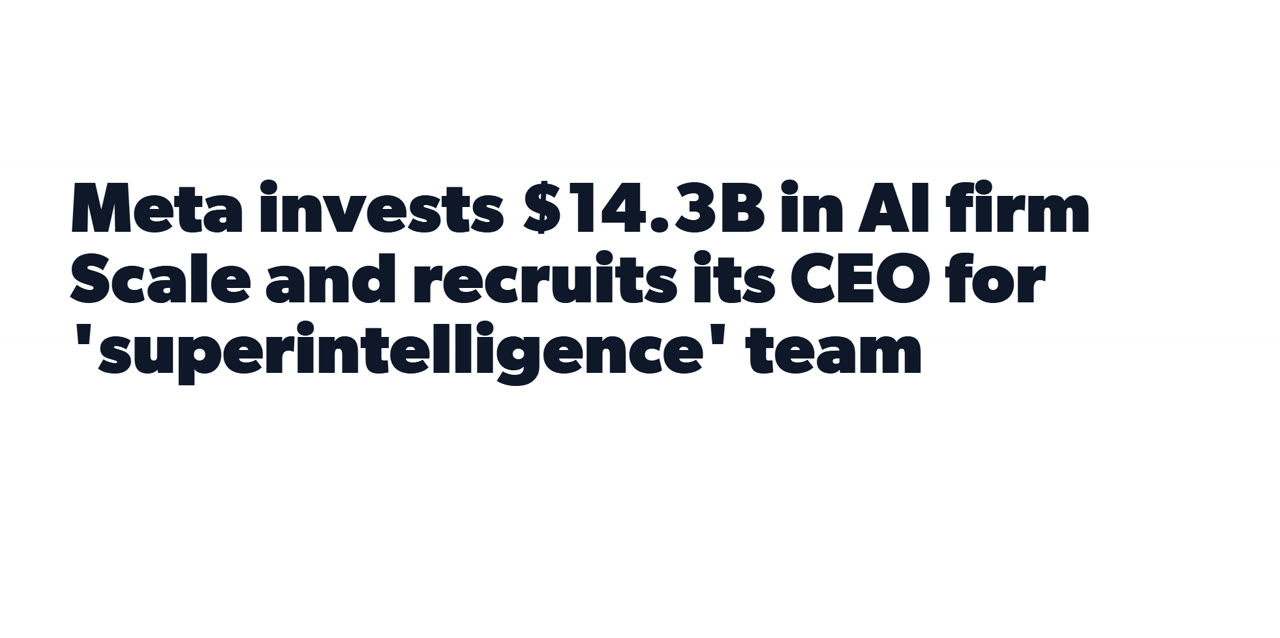 Meta invests $14.3B in AI firm
Scale and recruits its CEO for
'superintelligence' team